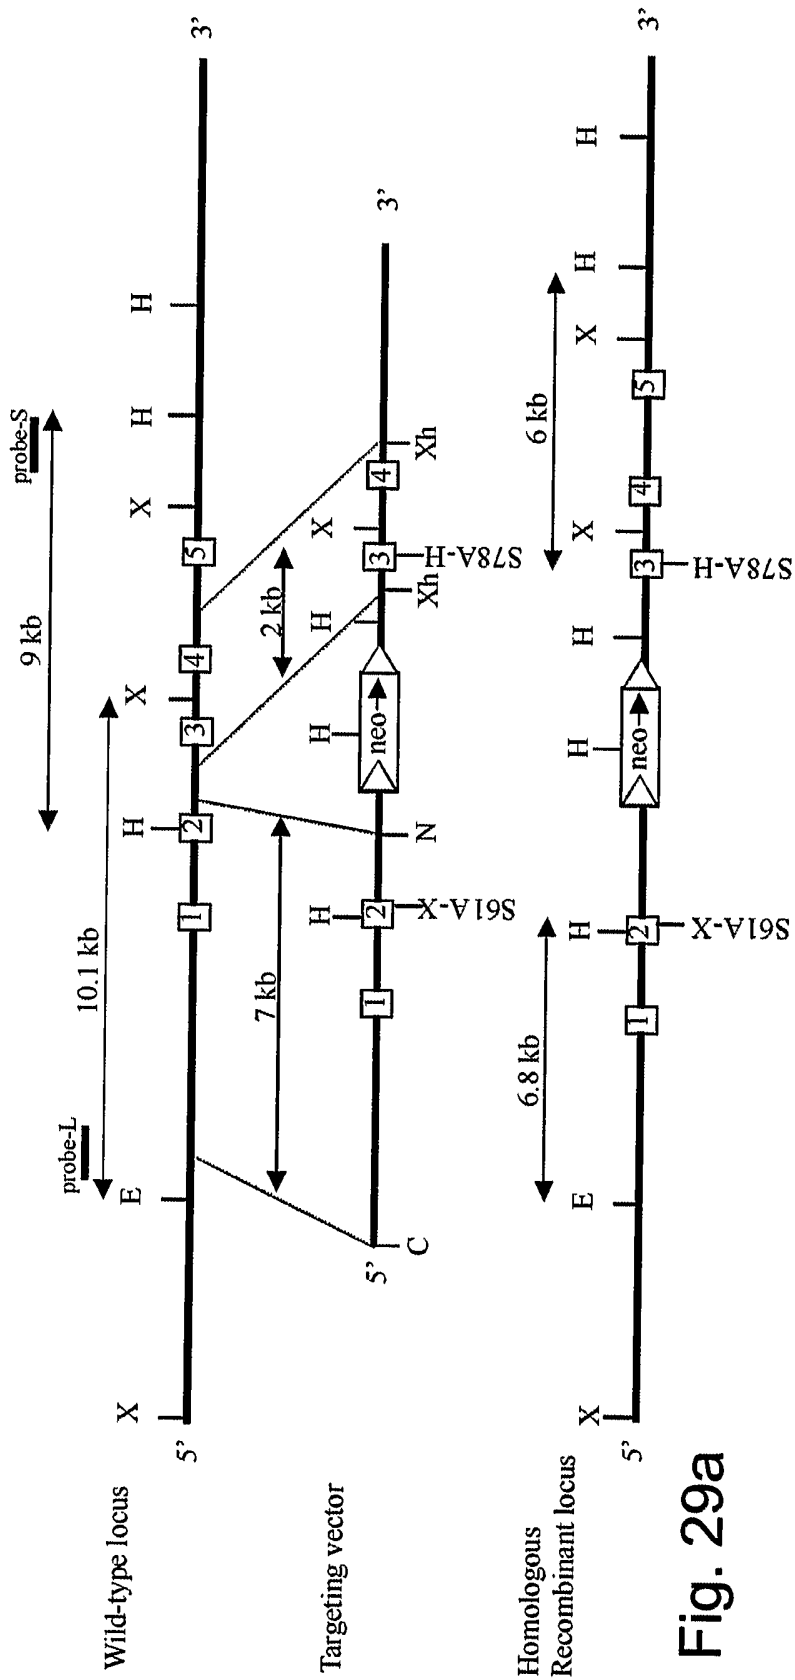 probe-S
9 kb
probe-L
10.1 kb
Wild-type locus
X E H X X H H
5' 1 2 3 4 5 3'
7 kb 2 kb
Targeting vector
H H H X
5' 1 2 neo 3 4 3'
C N Xh Xh
S61A-X S78A-H
6.8 kb 6 kb
Homologous
Recombinant locus
X E H H H X X H H
5' 1 2 neo 3 4 5 3'
S61A-X S78A-H
Fig. 29a